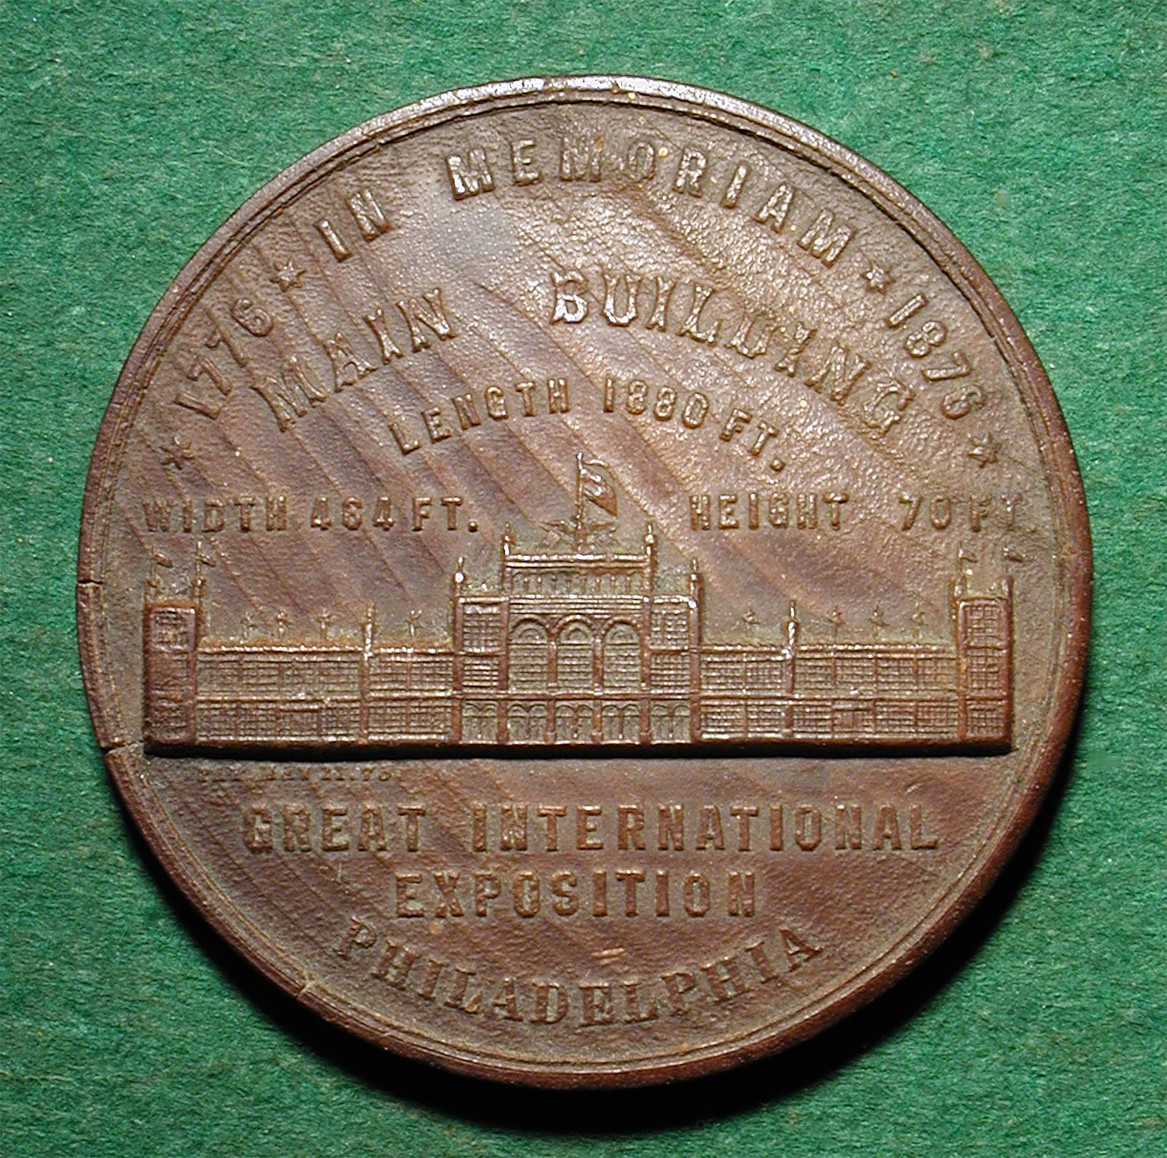 ★ 1776 ★ IN MEMORIAM ★ 1876 ★
MAIN BUILDING
LENGTH 1880 FT.
WIDTH 464 FT. HEIGHT 70 FT.
GREAT INTERNATIONAL
EXPOSITION
PHILADELPHIA